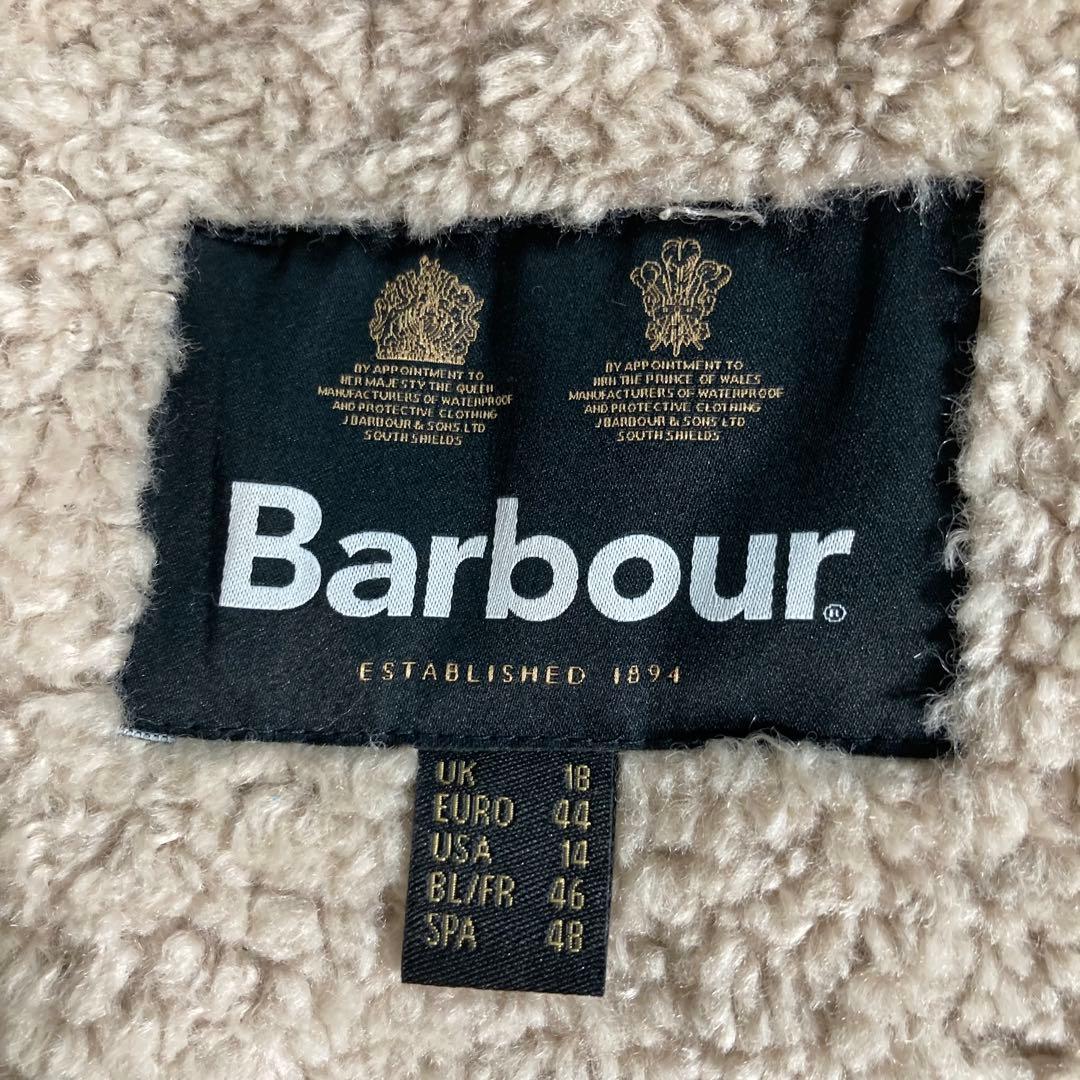 BY APPOINTMENT TO
HER MAJESTY THE QUEEN
MANUFACTURERS OF WATERPROOF
AND PROTECTIVE CLOTHING
J BARBOUR & SONS LTD
SOUTH SHIELDS
BY APPOINTMENT TO
HRH THE PRINCE OF WALES
MANUFACTURERS OF WATERPROOF
AND PROTECTIVE CLOTHING
J BARBOUR & SONS LTD
SOUTH SHIELDS
Barbour®
ESTABLISHED 1894
UK 18
EURO 44
USA 14
BL/FR 46
SPA 48